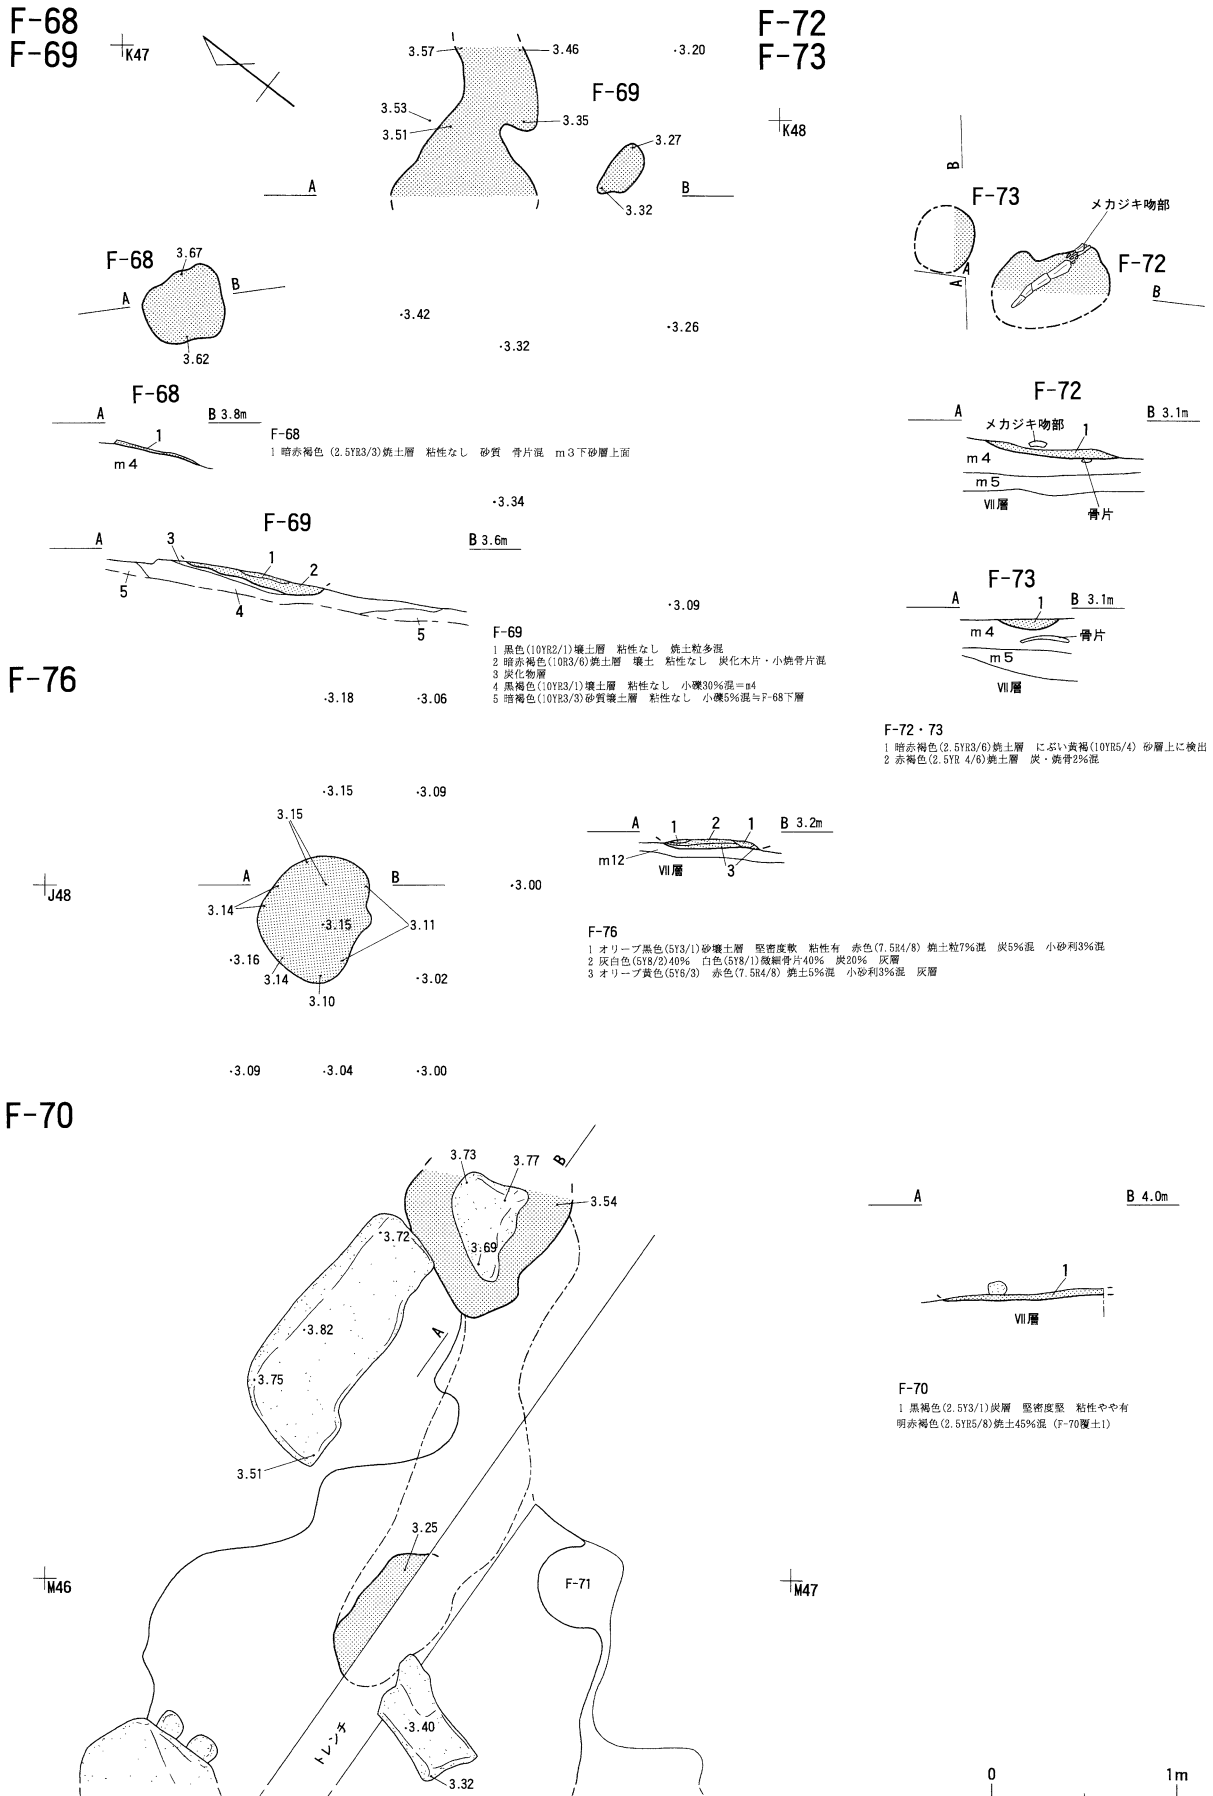 F-68
F-69
K47
3.57
3.46
3.20
F-69
3.53
3.51
3.35
3.27
A
B
3.32
F-68
3.67
A
B
3.62
3.42
3.32
3.26
F-68
A
B 3.8m
1
m4
F-68
1 暗赤褐色 (2.5YR3/3)焼土層 粘性なし 砂質 骨片混 m3下砂層上面
3.34
F-69
A
B 3.6m
3
1
2
5
4
5
3.09
F-69
1 黒色(10YR2/1)壌土層 粘性なし 焼土粒多混
2 暗赤褐色(10R3/6)焼土層 壌土 粘性なし 炭化木片・小焼骨片混
3 炭化物層
4 黒褐色(10YR3/1)壌土層 粘性なし 小礫30%混=m4
5 暗褐色(10YR3/3)砂質壌土層 粘性なし 小礫5%混≒F-68下層
F-72
F-73
K48
B
F-73
メカジキ吻部
A
A
F-72
B
F-72
A
B 3.1m
メカジキ吻部
1
m4
m5
Ⅶ層
骨片
F-73
A
1
B 3.1m
m4
骨片
m5
Ⅶ層
F-72・73
1 暗赤褐色(2.5YR3/6)焼土層 にぶい黄褐(10YR5/4) 砂層上に検出
2 赤褐色(2.5YR 4/6)焼土層 炭・焼骨2%混
F-76
3.18
3.06
3.15
3.09
3.15
J48
A
B
3.00
3.14
3.15
3.11
3.16
3.14
3.02
3.10
3.09
3.04
3.00
A
1
2
1
B 3.2m
m12
Ⅶ層
3
F-76
1 オリーブ黒色(5Y3/1)砂壌土層 堅密度軟 粘性有 赤色(7.5R4/8) 焼土粒7%混 炭5%混 小砂利3%混
2 灰白色(5Y8/2)40% 白色(5Y8/1)微細骨片40% 炭20% 灰層
3 オリーブ黄色(5Y6/3) 赤色(7.5R4/8) 焼土5%混 小砂利3%混 灰層
F-70
3.73
3.77
B
3.54
3.72
3.69
3.82
A
3.75
3.51
3.25
M46
F-71
M47
トレンチ
3.40
3.32
A
B 4.0m
1
Ⅶ層
F-70
1 黒褐色(2.5Y3/1)炭層 堅密度堅 粘性やや有
明赤褐色(2.5YR5/8)焼土45%混 (F-70覆土1)
0
1m